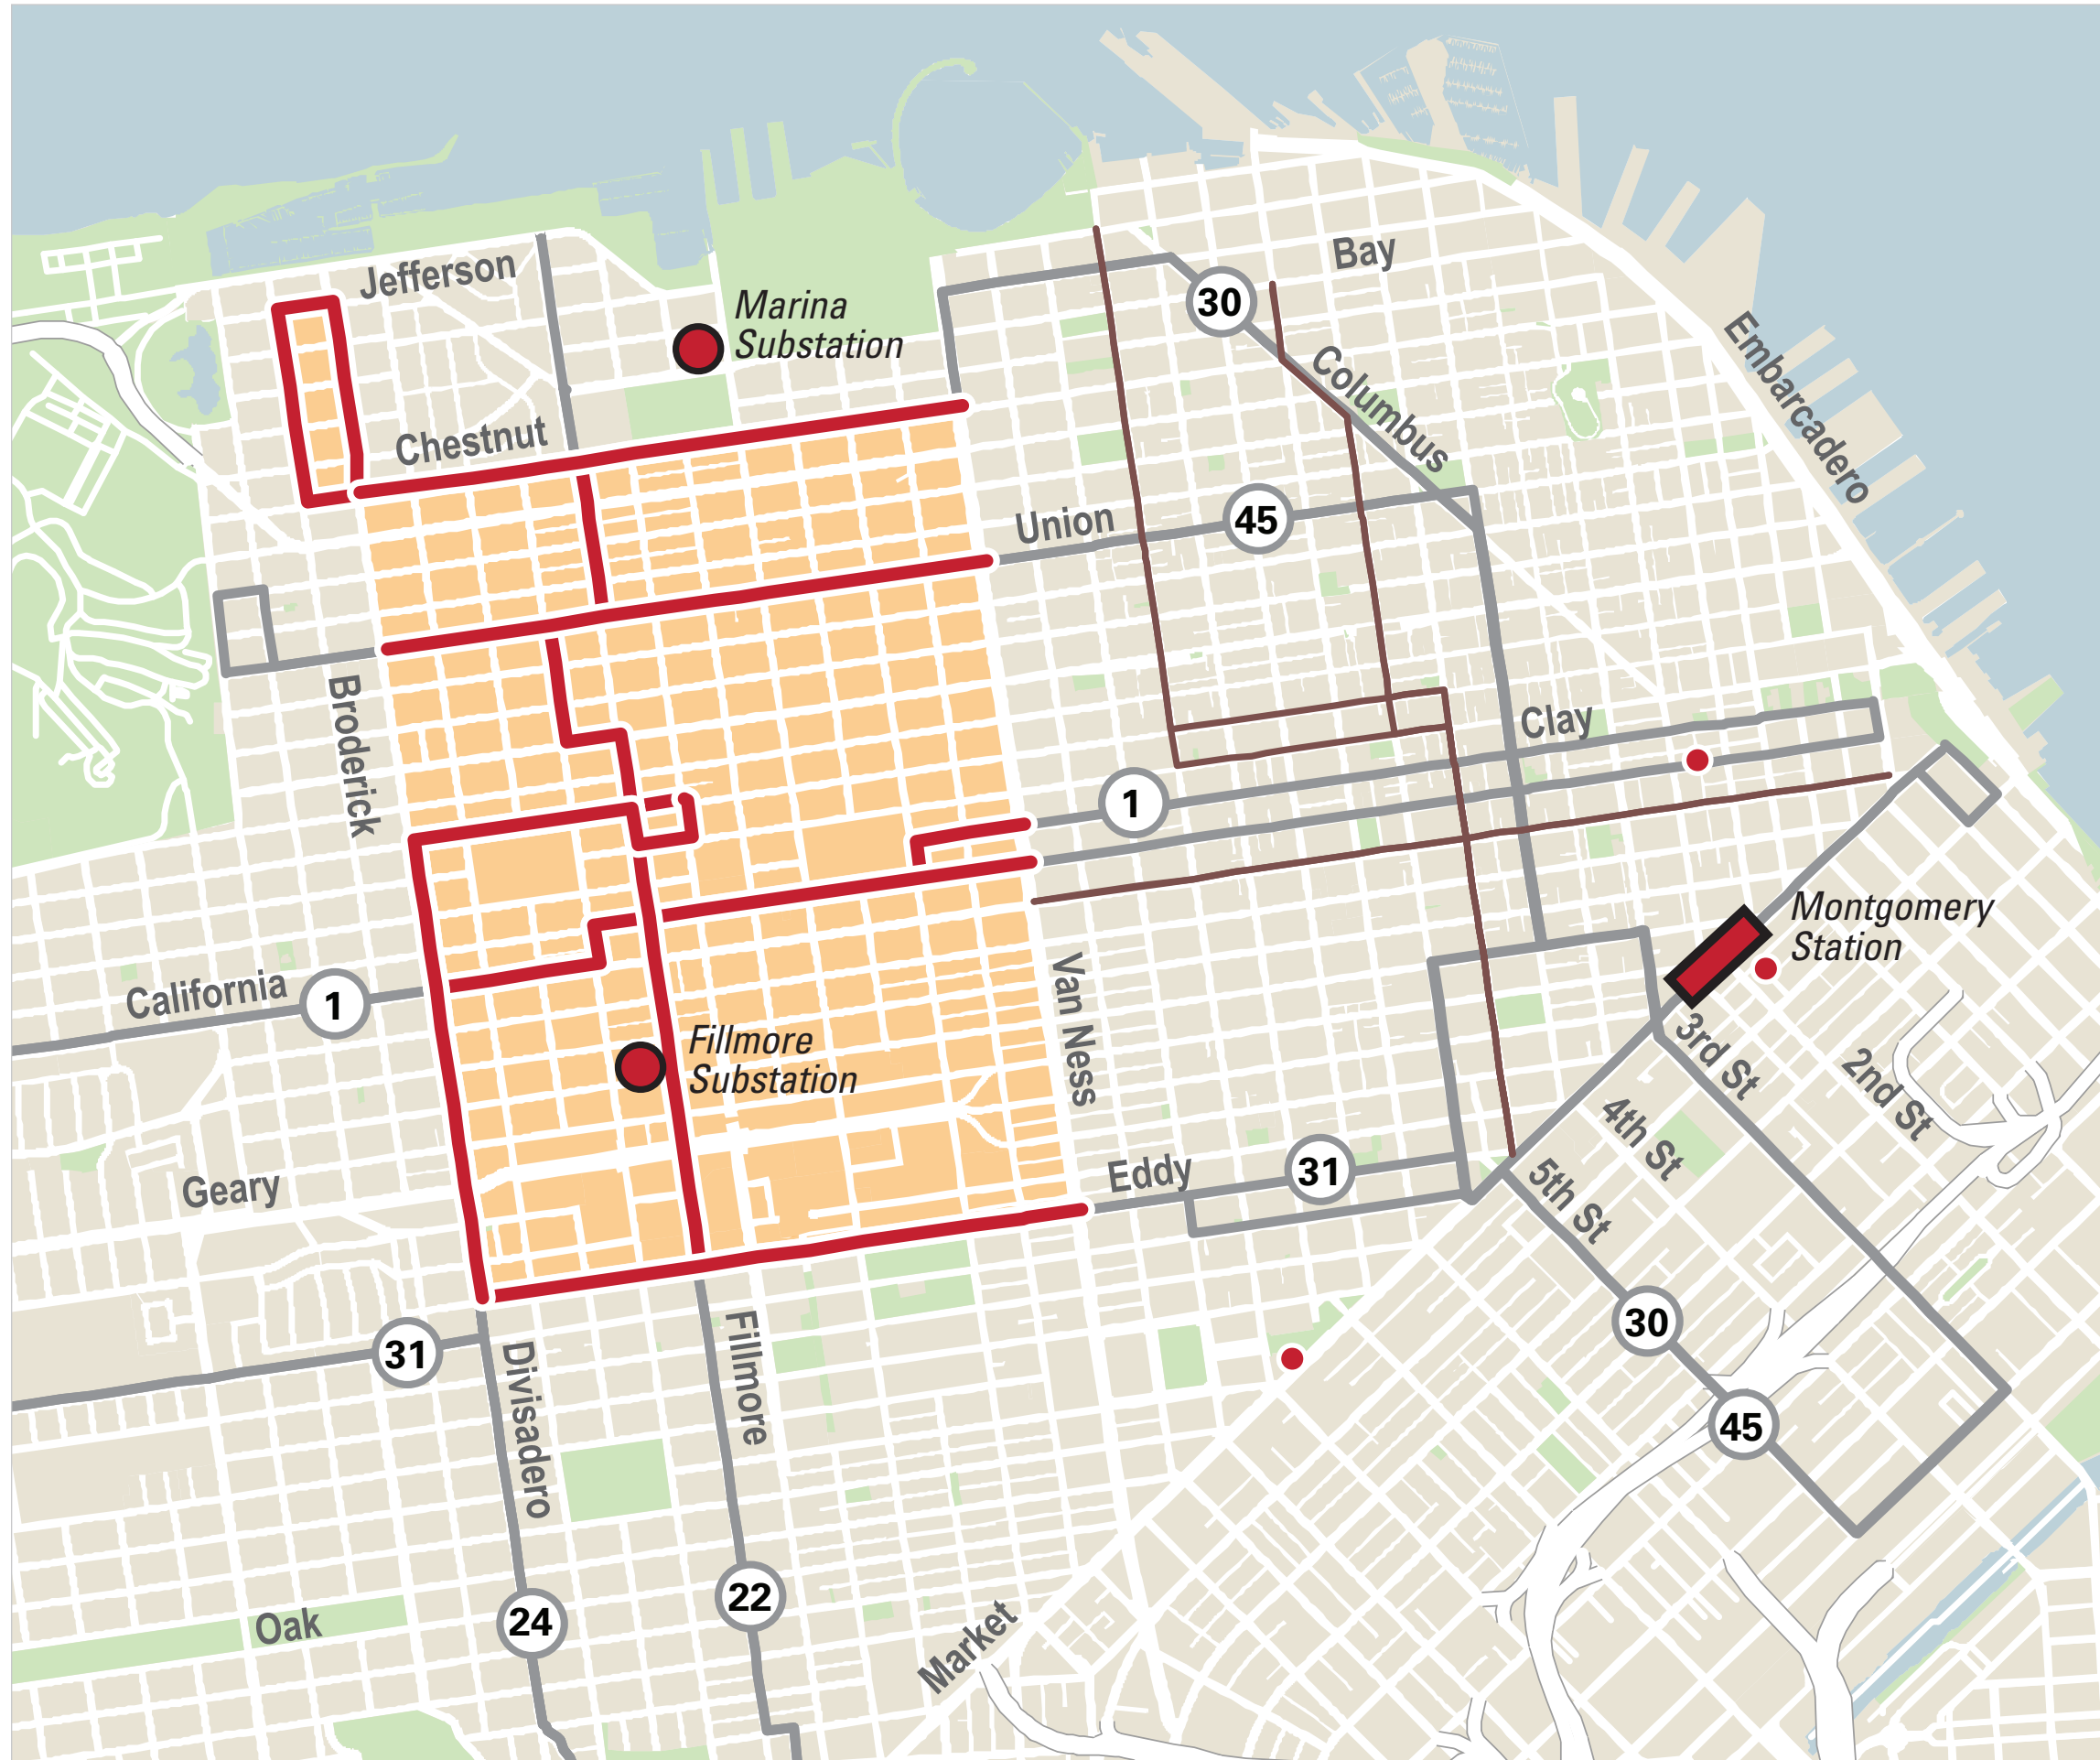 Jefferson
Bay
Marina
Substation
30
Embarcadero
Columbus
Chestnut
Union
45
Broderick
Clay
1
Montgomery
Station
California
1
Van Ness
Fillmore
Substation
3rd St
2nd St
4th St
Geary
Eddy
31
5th St
31
30
Divisadero
Fillmore
45
24
22
Oak
Market